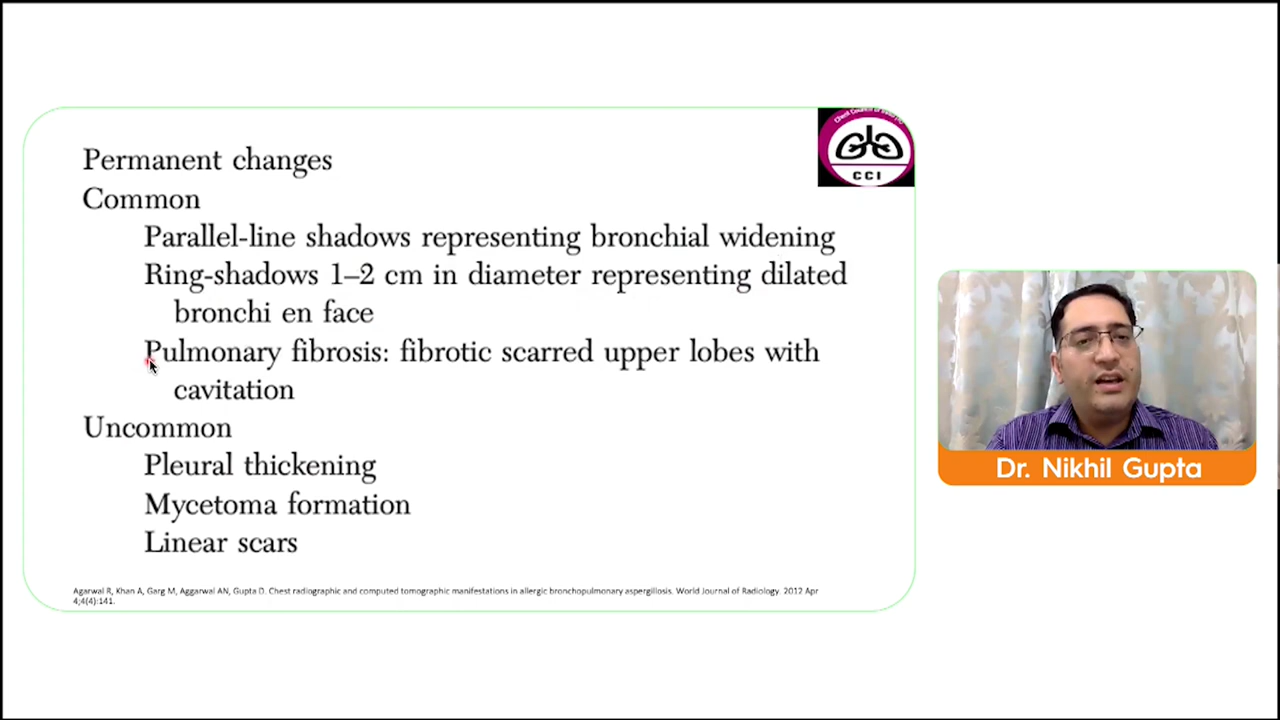 Permanent changes
Common
Parallel-line shadows representing bronchial widening
Ring-shadows 1–2 cm in diameter representing dilated
bronchi en face
Pulmonary fibrosis: fibrotic scarred upper lobes with
cavitation
Uncommon
Pleural thickening
Mycetoma formation
Linear scars
Agarwal R, Khan A, Garg M, Aggarwal AN, Gupta D. Chest radiographic and computed tomographic manifestations in allergic bronchopulmonary aspergillosis. World Journal of Radiology. 2012 Apr
4;4(4):141.
CCI
Dr. Nikhil Gupta